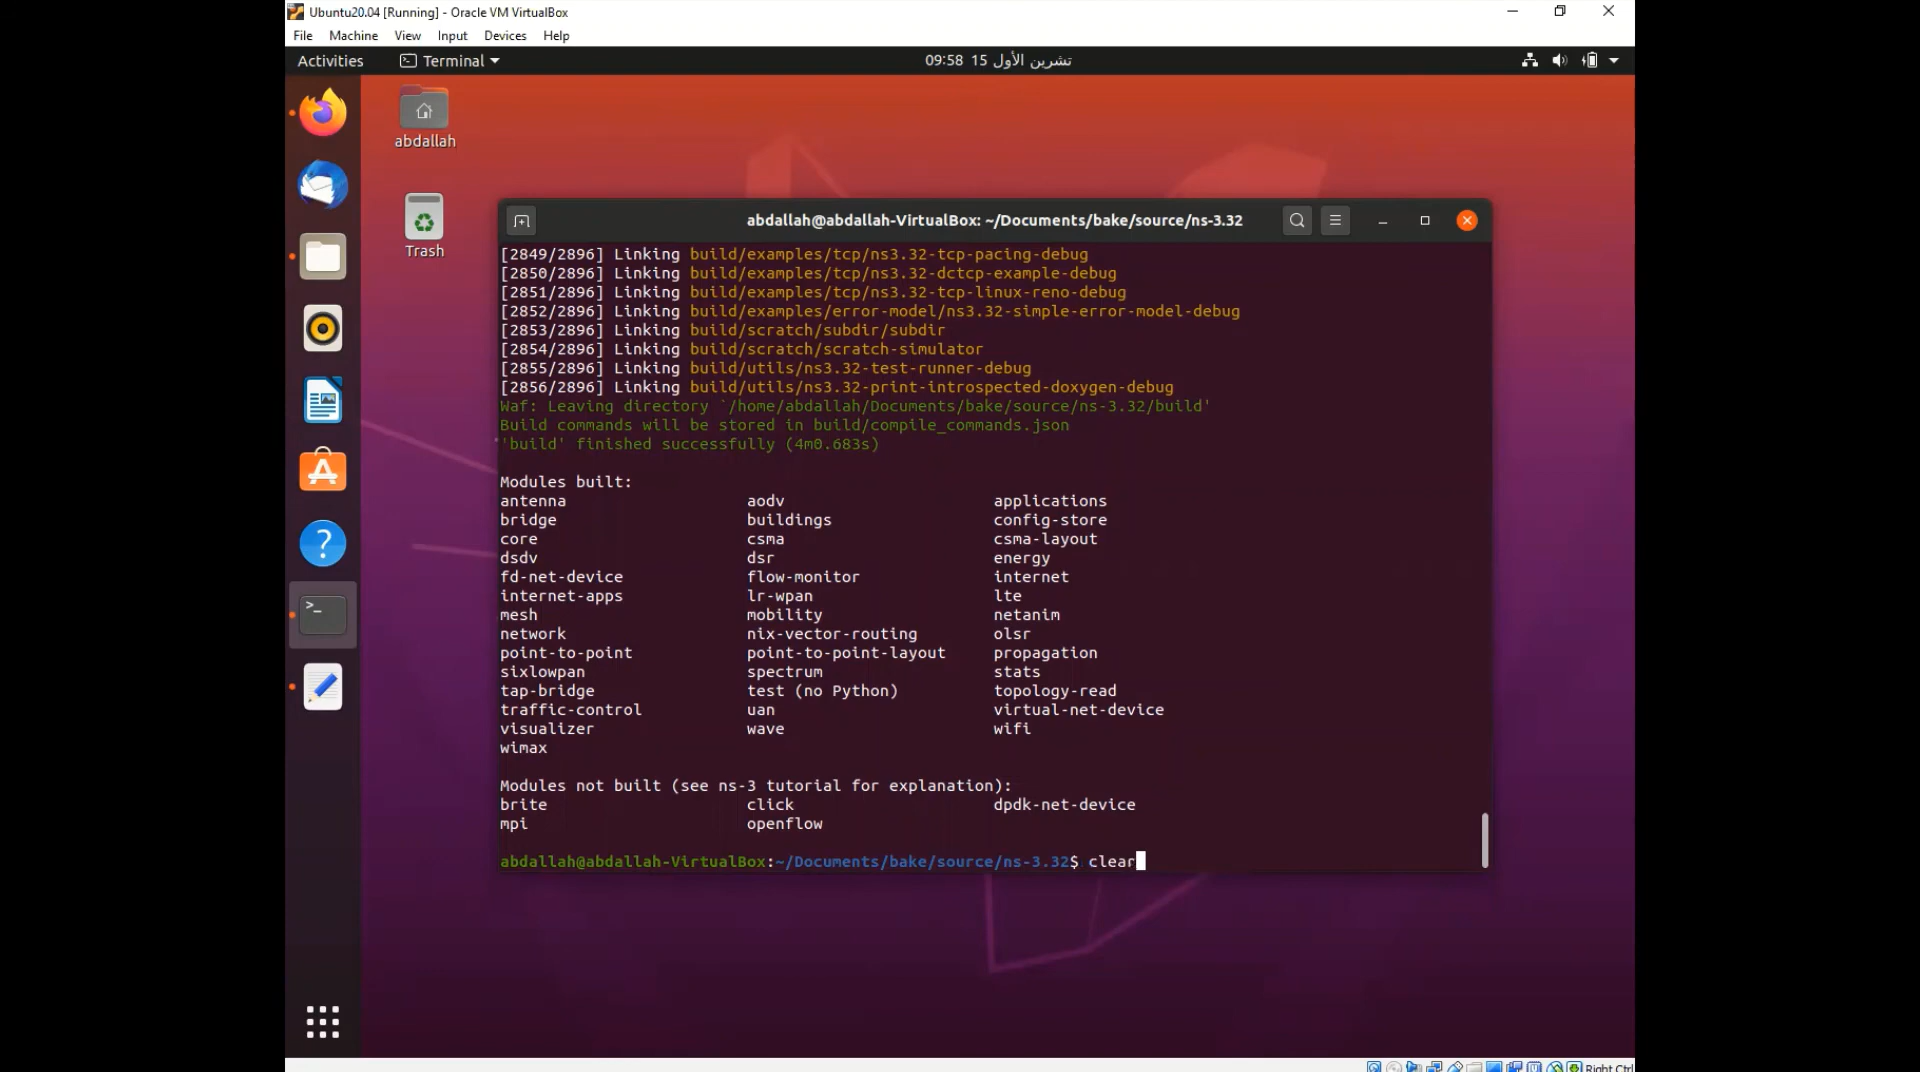 Ubuntu20.04 [Running] - Oracle VM VirtualBox
File Machine View Input Devices Help
Activities Terminal 09:58 15 تشرين الأول
abdallah
Trash
abdallah@abdallah-VirtualBox: ~/Documents/bake/source/ns-3.32
[2849/2896] Linking build/examples/tcp/ns3.32-tcp-pacing-debug
[2850/2896] Linking build/examples/tcp/ns3.32-dctcp-example-debug
[2851/2896] Linking build/examples/tcp/ns3.32-tcp-linux-reno-debug
[2852/2896] Linking build/examples/error-model/ns3.32-simple-error-model-debug
[2853/2896] Linking build/scratch/subdir/subdir
[2854/2896] Linking build/scratch/scratch-simulator
[2855/2896] Linking build/utils/ns3.32-test-runner-debug
[2856/2896] Linking build/utils/ns3.32-print-introspected-doxygen-debug
Waf: Leaving directory `/home/abdallah/Documents/bake/source/ns-3.32/build'
Build commands will be stored in build/compile_commands.json
'build' finished successfully (4m0.683s)
Modules built:
antenna aodv applications
bridge buildings config-store
core csma csma-layout
dsdv dsr energy
fd-net-device flow-monitor internet
internet-apps lr-wpan lte
mesh mobility netanim
network nix-vector-routing olsr
point-to-point point-to-point-layout propagation
sixlowpan spectrum stats
tap-bridge test (no Python) topology-read
traffic-control uan virtual-net-device
visualizer wave wifi
wimax
Modules not built (see ns-3 tutorial for explanation):
brite click dpdk-net-device
mpi openflow
abdallah@abdallah-VirtualBox:~/Documents/bake/source/ns-3.32$ clear
Right Ctrl